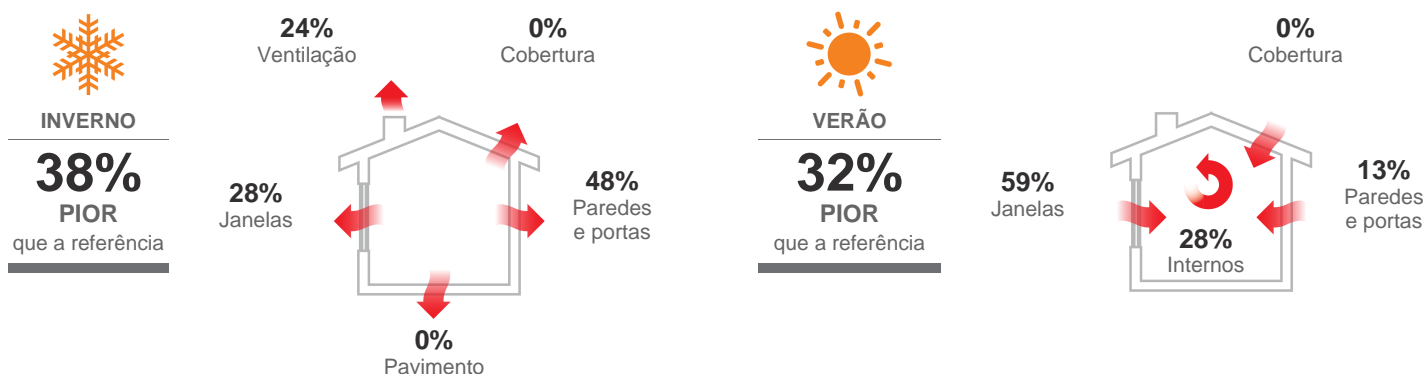 INVERNO
38%
PIOR
que a referência
24%
Ventilação
0%
Cobertura
28%
Janelas
48%
Paredes
e portas
0%
Pavimento
VERÃO
32%
PIOR
que a referência
0%
Cobertura
59%
Janelas
28%
Internos
13%
Paredes
e portas